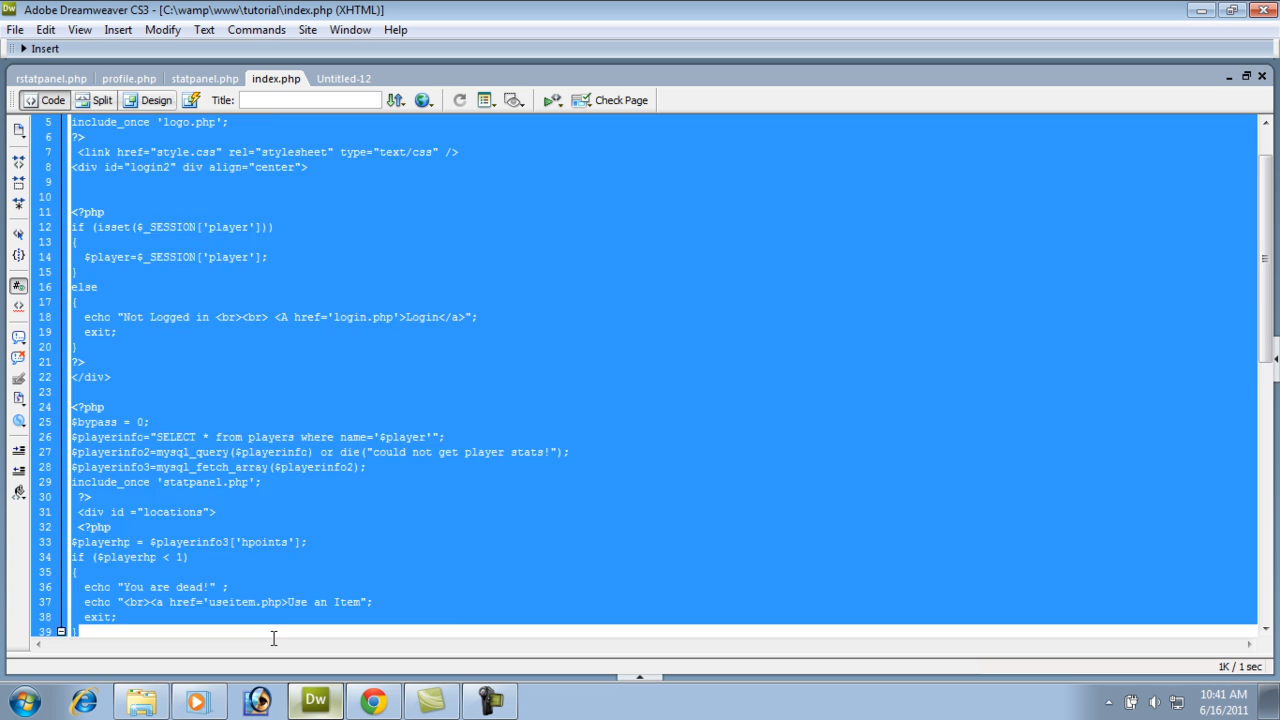 Adobe Dreamweaver CS3 - [C:\wamp\www\tutorial\index.php (XHTML)]
File Edit View Insert Modify Text Commands Site Window Help
Insert
rstatpanel.php profile.php statpanel.php index.php Untitled-12
Code Split Design Title: Check Page
5 include_once 'logo.php';
6 ?>
7 <link href="style.css" rel="stylesheet" type="text/css" />
8 <div id="login2" div align="center">
9
10
11 <?php
12 if (isset($_SESSION['player']))
13 {
14 $player=$_SESSION['player'];
15 }
16 else
17 {
18 echo "Not Logged in <br><br> <A href='login.php'>Login</a>";
19 exit;
20 }
21 ?>
22 </div>
23
24 <?php
25 $bypass = 0;
26 $playerinfo="SELECT * from players where name='$player'";
27 $playerinfo2=mysql_query($playerinfo) or die("could not get player stats!");
28 $playerinfo3=mysql_fetch_array($playerinfo2);
29 include_once 'statpanel.php';
30 ?>
31 <div id ="locations">
32 <?php
33 $playerhp = $playerinfo3['hpoints'];
34 if ($playerhp < 1)
35 {
36 echo "You are dead!" ;
37 echo "<br><a href='useitem.php>Use an Item";
38 exit;
39 }
1K / 1 sec
Dw
10:41 AM
6/16/2011